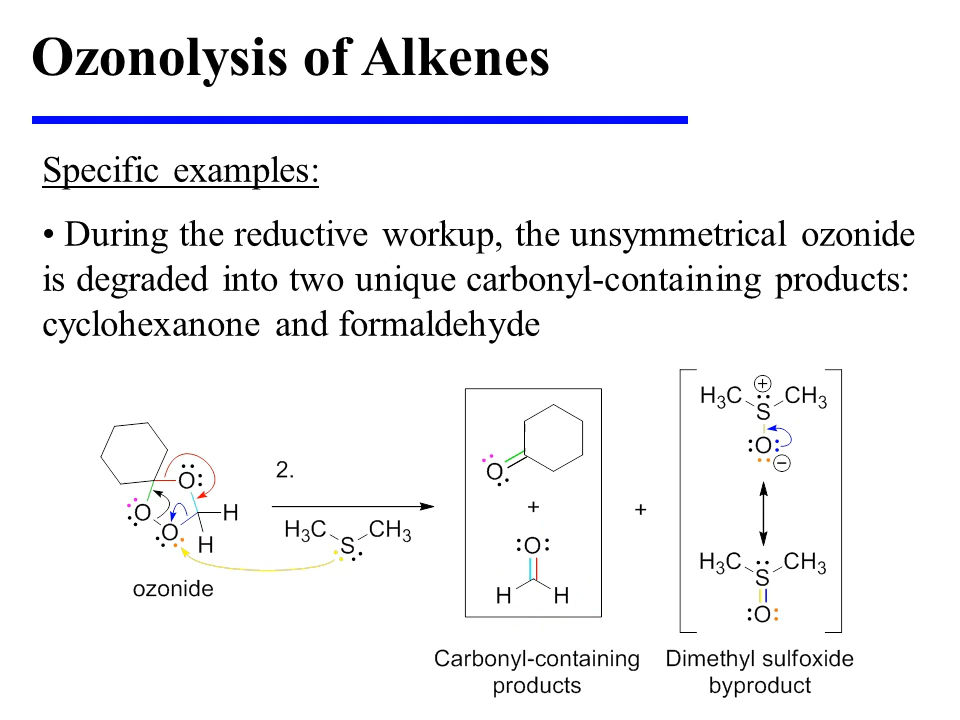 Ozonolysis of Alkenes
Specific examples:
• During the reductive workup, the unsymmetrical ozonide
is degraded into two unique carbonyl-containing products:
cyclohexanone and formaldehyde
O
O
O
H
H
ozonide
2.
H3C CH3
S
O
+
O
H H
Carbonyl-containing
products
+
H3C CH3
S
+
O
−
H3C CH3
S
O
Dimethyl sulfoxide
byproduct